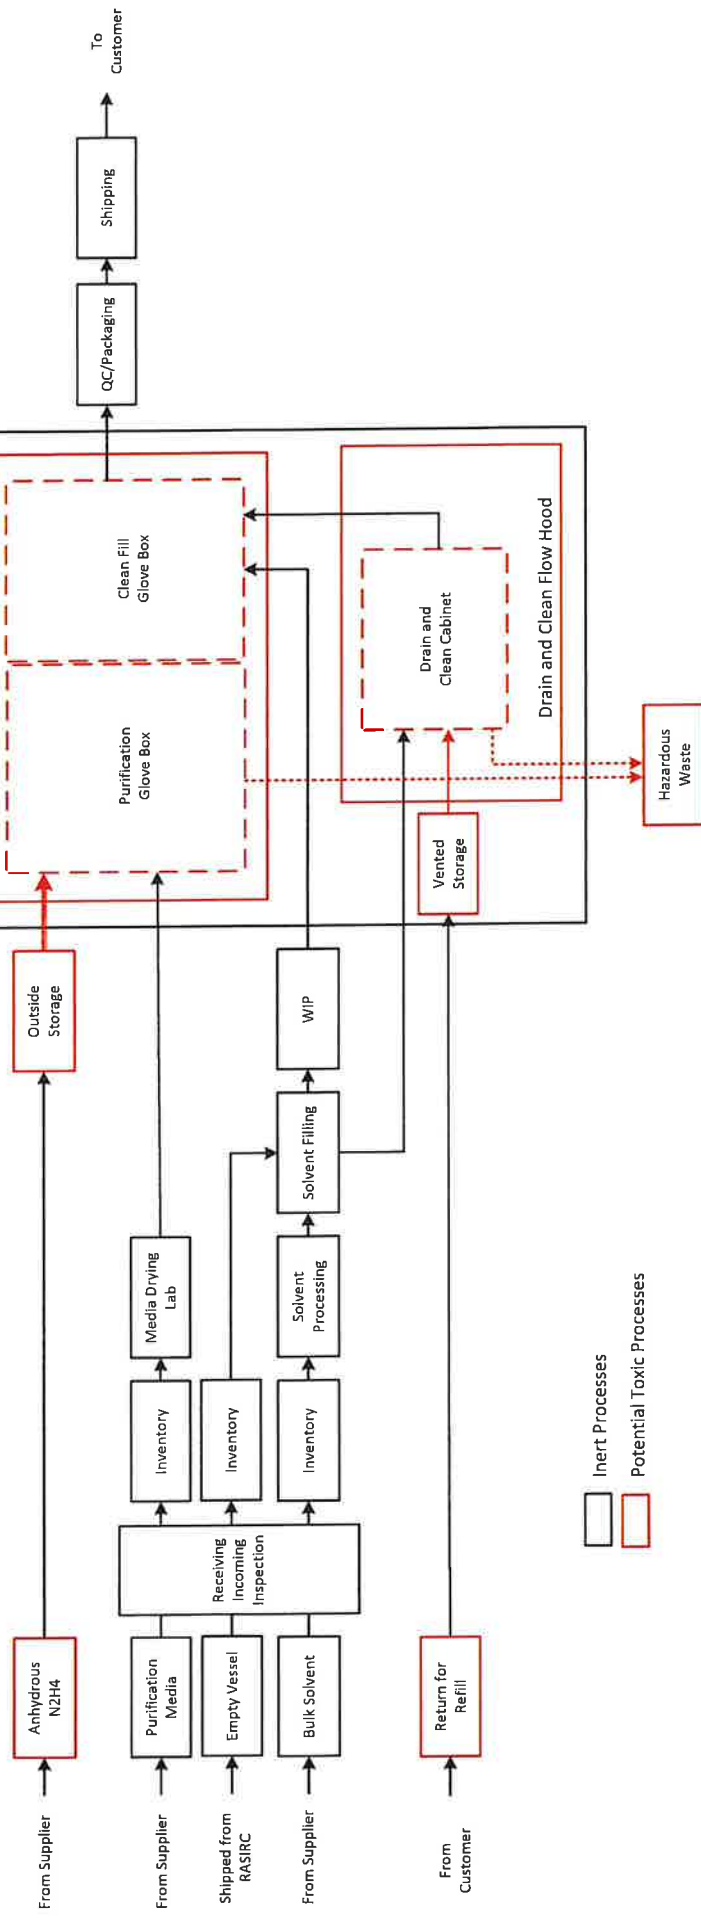 From Supplier
Anhydrous
N2H4
Outside
Storage
Purification
Glove Box
Clean Fill
Glove Box
QC/Packaging
Shipping
To
Customer
From Supplier
Purification
Media
Receiving
Incoming
Inspection
Inventory
Media Drying
Lab
Shipped from
RASIRC
Empty Vessel
Inventory
From Supplier
Bulk Solvent
Inventory
Solvent
Processing
Solvent Filling
WIP
From
Customer
Return for
Refill
Vented
Storage
Drain and
Clean Cabinet
Drain and Clean Flow Hood
Hazardous
Waste
Inert Processes
Potential Toxic Processes